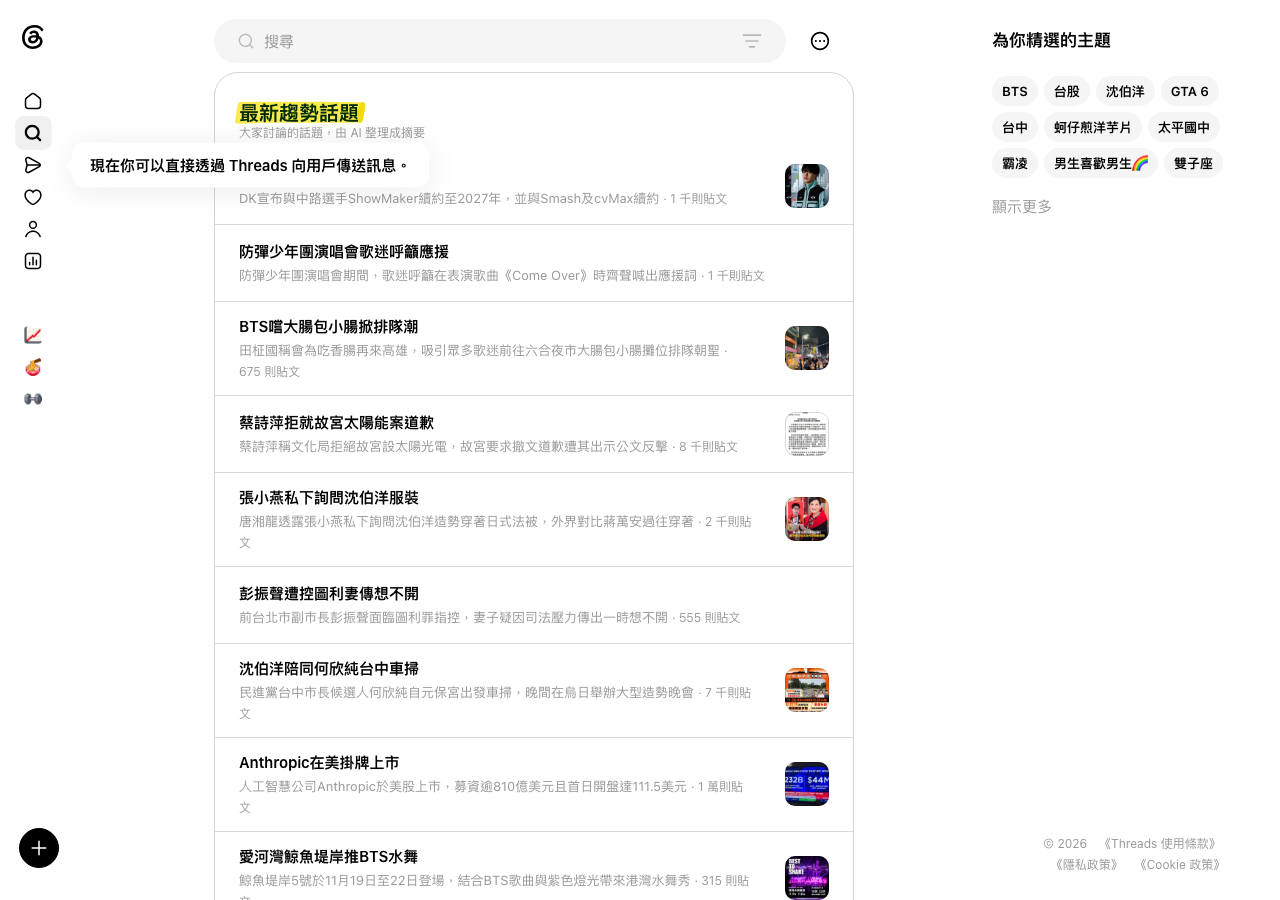 搜尋
最新趨勢話題
大家討論的話題，由 AI 整理成摘要
現在你可以直接透過 Threads 向用戶傳送訊息。
DK宣布與中路選手ShowMaker續約至2027年，並與Smash及cvMax續約 · 1 千則貼文
防彈少年團演唱會歌迷呼籲應援
防彈少年團演唱會期間，歌迷呼籲在表演歌曲《Come Over》時齊聲喊出應援詞 · 1 千則貼文
BTS嚐大腸包小腸掀排隊潮
田柾國稱會為吃香腸再來高雄，吸引眾多歌迷前往六合夜市大腸包小腸攤位排隊朝聖 ·
675 則貼文
蔡詩萍拒就故宮太陽能案道歉
蔡詩萍稱文化局拒絕故宮設太陽光電，故宮要求撤文道歉遭其出示公文反擊 · 8 千則貼文
張小燕私下詢問沈伯洋服裝
唐湘龍透露張小燕私下詢問沈伯洋造勢穿著日式法被，外界對比蔣萬安過往穿著 · 2 千則貼
文
彭振聲遭控圖利妻傳想不開
前台北市副市長彭振聲面臨圖利罪指控，妻子疑因司法壓力傳出一時想不開 · 555 則貼文
沈伯洋陪同何欣純台中車掃
民進黨台中市長候選人何欣純自元保宮出發車掃，晚間在烏日舉辦大型造勢晚會 · 7 千則貼
文
Anthropic在美掛牌上市
人工智慧公司Anthropic於美股上市，募資逾810億美元且首日開盤達111.5美元 · 1 萬則貼
文
232B $44M
愛河灣鯨魚堤岸推BTS水舞
鯨魚堤岸5號於11月19日至22日登場，結合BTS歌曲與紫色燈光帶來港灣水舞秀 · 315 則貼
文
為你精選的主題
BTS 台股 沈伯洋 GTA 6
台中 蚵仔煎洋芋片 太平國中
霸凌 男生喜歡男生🌈 雙子座
顯示更多
© 2026 《Threads 使用條款》
《隱私政策》 《Cookie 政策》